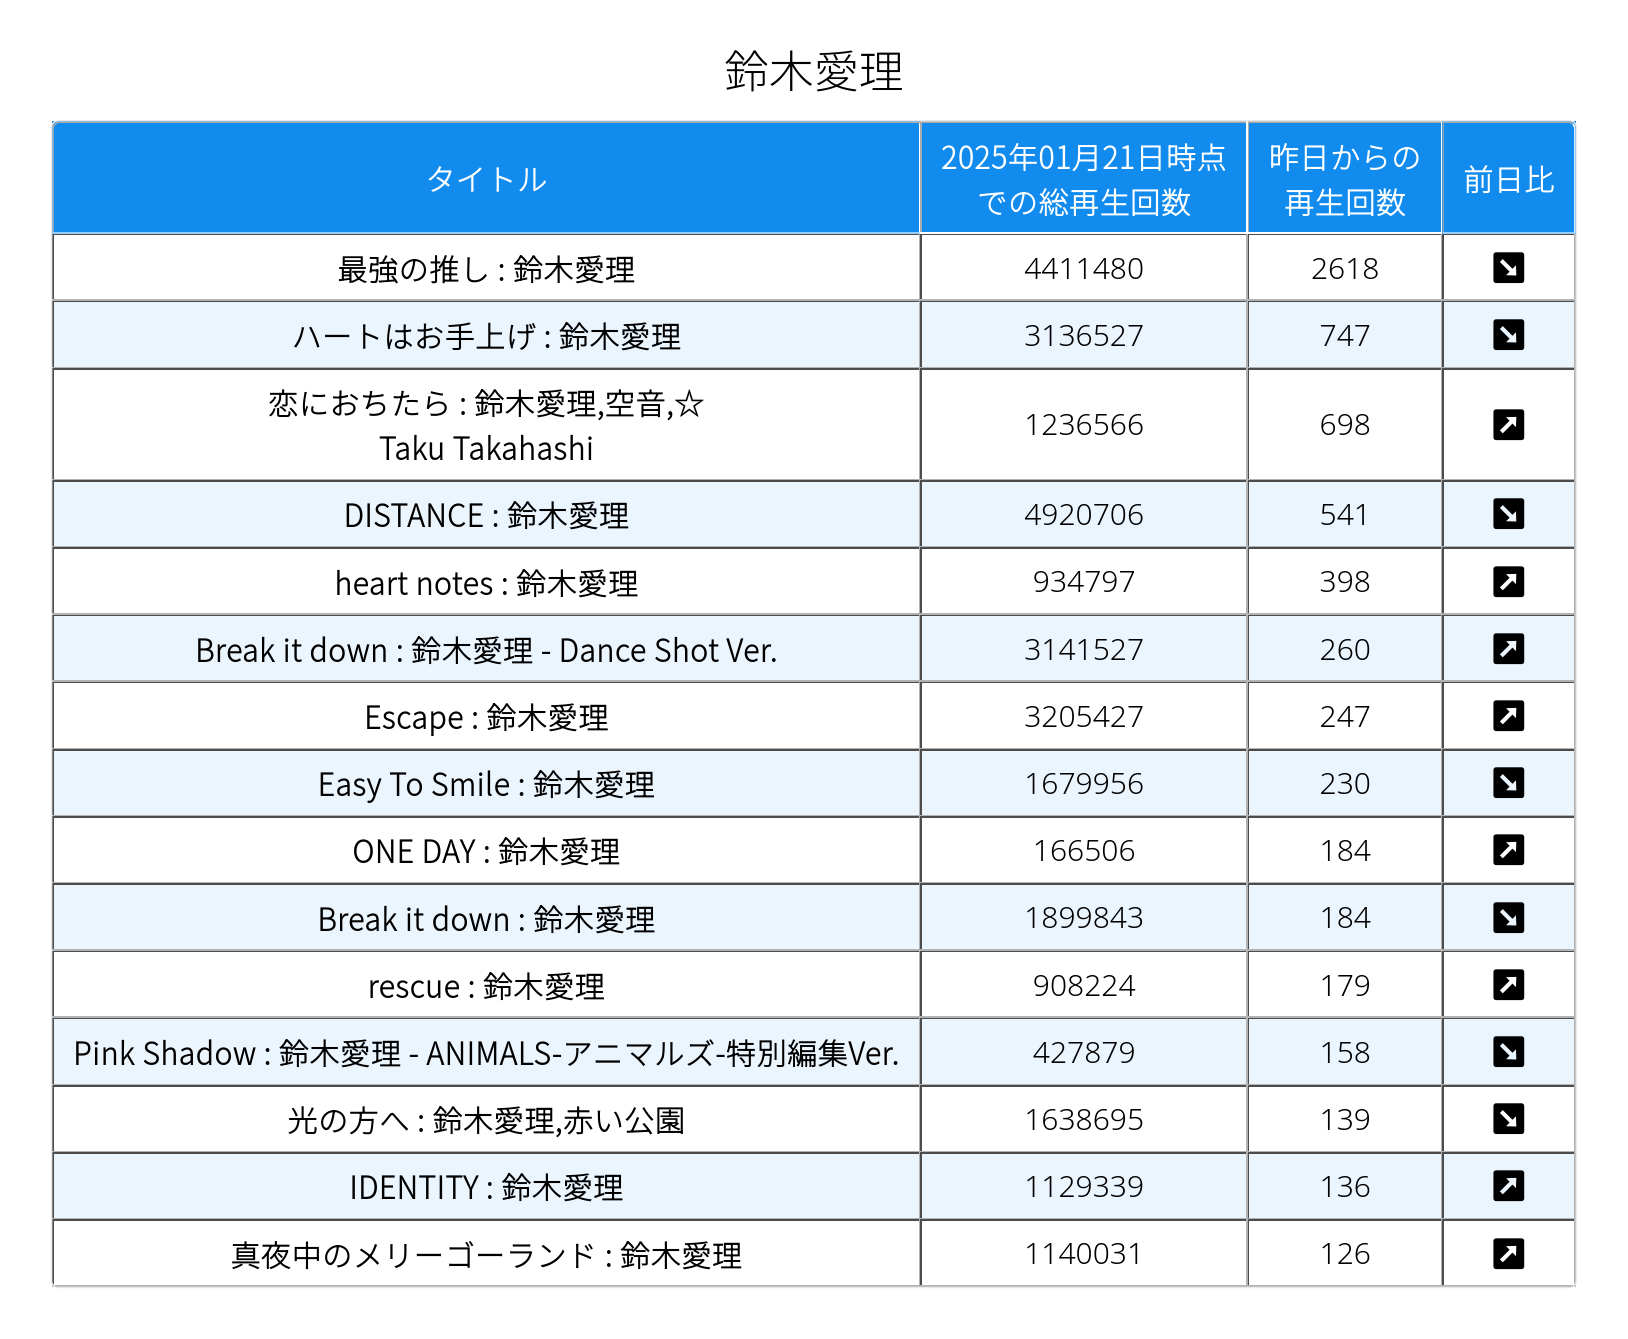 鈴木愛理
タイトル
2025年01月21日時点
での総再生回数
昨日からの
再生回数
前日比
最強の推し : 鈴木愛理 4411480 2618 ↘
ハートはお手上げ : 鈴木愛理 3136527 747 ↘
恋におちたら : 鈴木愛理,空音,☆
Taku Takahashi 1236566 698 ↗
DISTANCE : 鈴木愛理 4920706 541 ↘
heart notes : 鈴木愛理 934797 398 ↗
Break it down : 鈴木愛理 - Dance Shot Ver. 3141527 260 ↗
Escape : 鈴木愛理 3205427 247 ↗
Easy To Smile : 鈴木愛理 1679956 230 ↘
ONE DAY : 鈴木愛理 166506 184 ↗
Break it down : 鈴木愛理 1899843 184 ↘
rescue : 鈴木愛理 908224 179 ↗
Pink Shadow : 鈴木愛理 - ANIMALS-アニマルズ-特別編集Ver. 427879 158 ↘
光の方へ : 鈴木愛理,赤い公園 1638695 139 ↘
IDENTITY : 鈴木愛理 1129339 136 ↗
真夜中のメリーゴーランド : 鈴木愛理 1140031 126 ↗